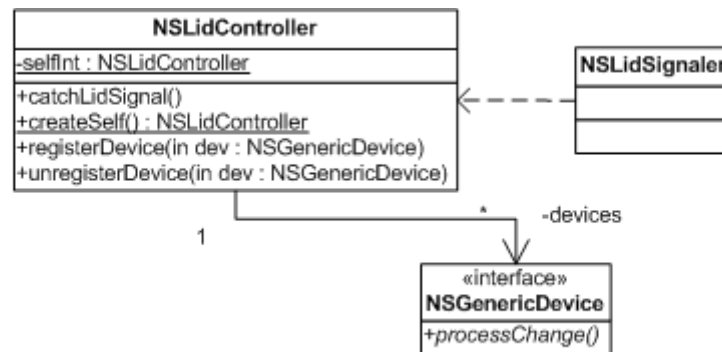 NSLidController
-selfInt : NSLidController
+catchLidSignal()
+createSelf() : NSLidController
+registerDevice(in dev : NSGenericDevice)
+unregisterDevice(in dev : NSGenericDevice)
NSLidSignaler
1
*
-devices
«interface»
NSGenericDevice
+processChange()